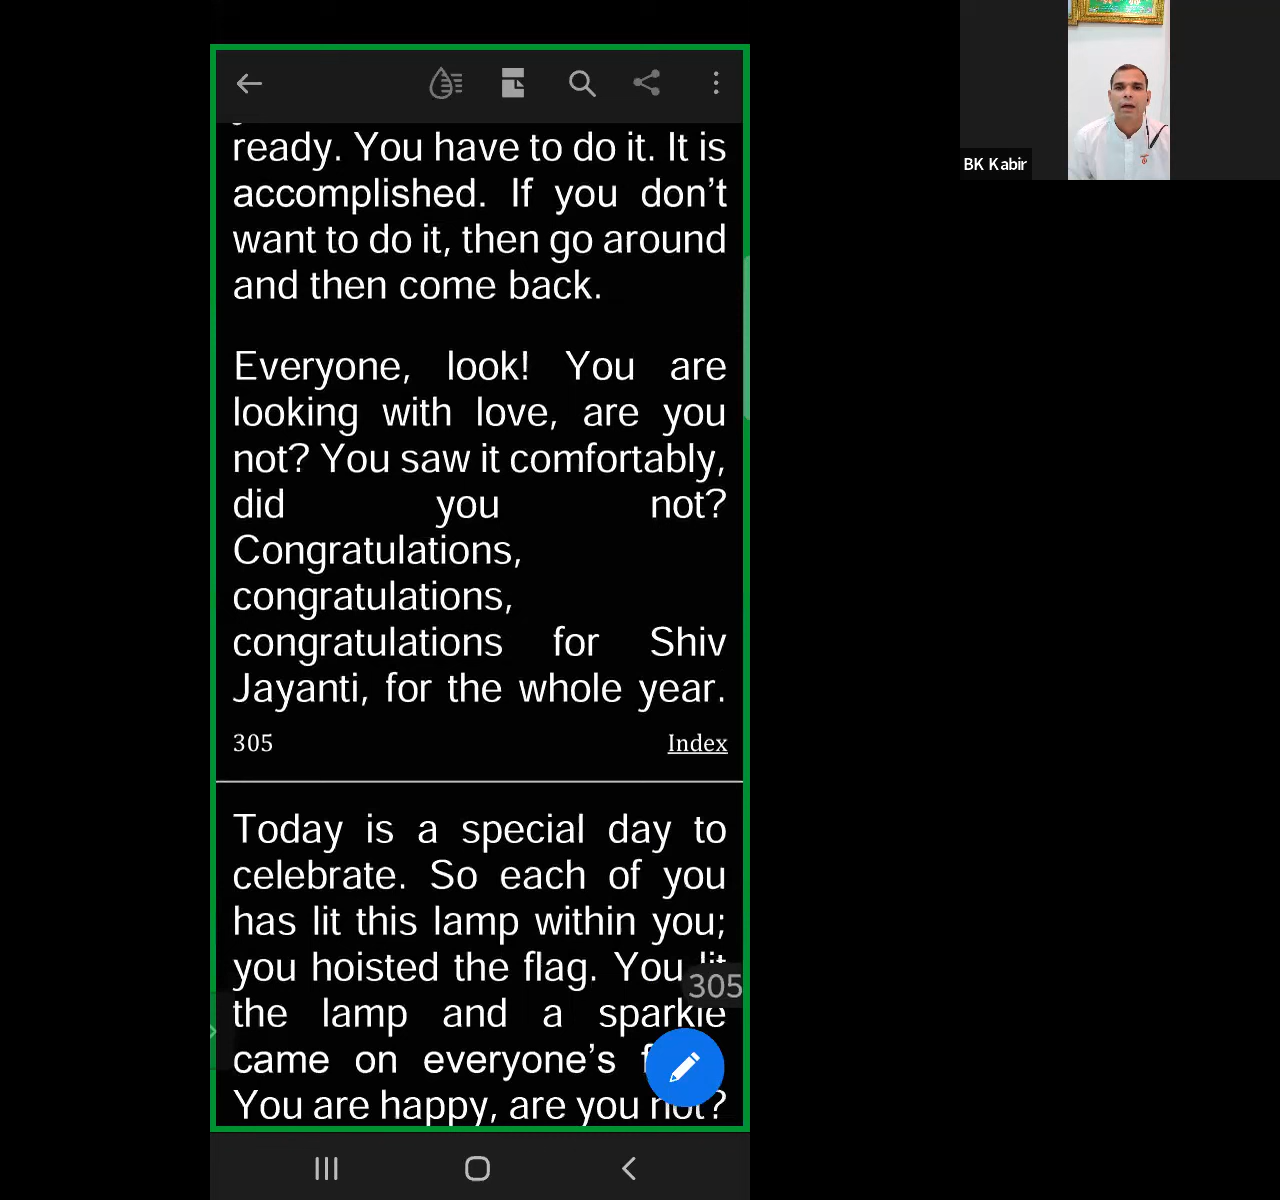 ready. You have to do it. It is
accomplished. If you don’t
want to do it, then go around
and then come back.
Everyone, look! You are
looking with love, are you
not? You saw it comfortably,
did you not?
Congratulations,
congratulations,
congratulations for Shiv
Jayanti, for the whole year.
305 Index
Today is a special day to
celebrate. So each of you
has lit this lamp within you;
you hoisted the flag. You lit
305
the lamp and a sparkle
came on everyone’s
You are happy, are you not?
BK Kabir